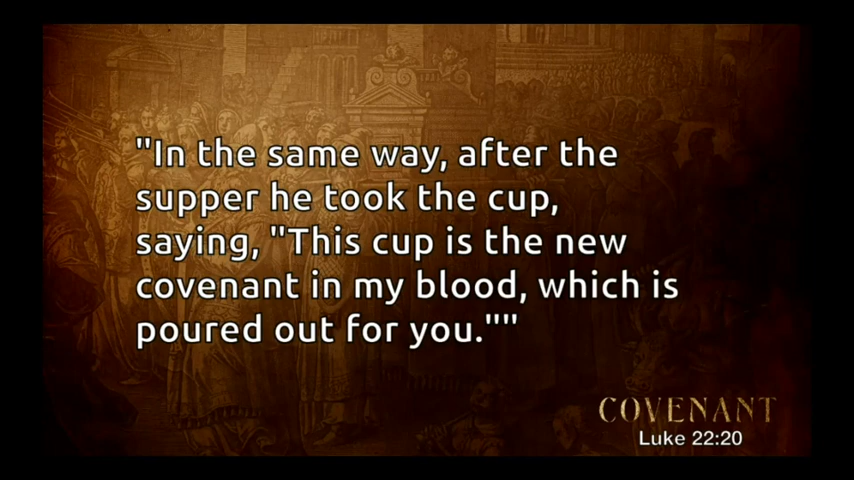 "In the same way, after the
supper he took the cup,
saying, "This cup is the new
covenant in my blood, which is
poured out for you.""
COVENANT
Luke 22:20